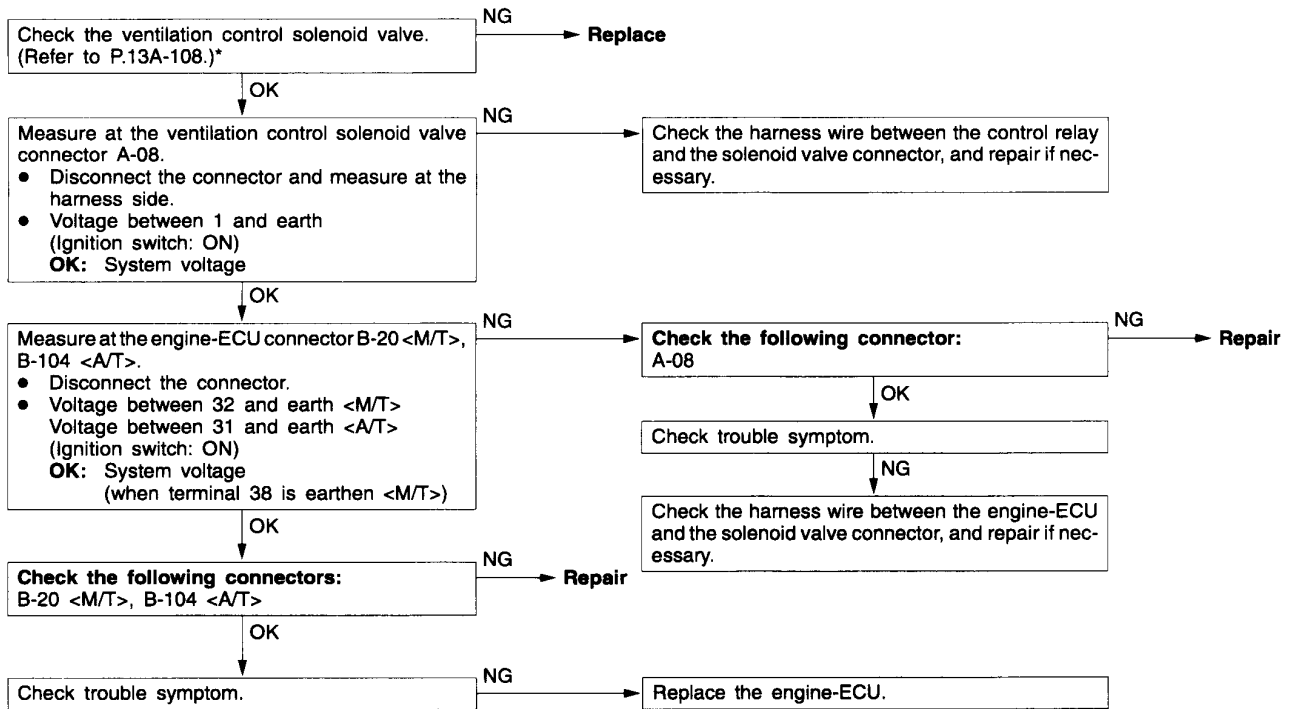 Check the ventilation control solenoid valve.
(Refer to P.13A-108.)*
NG
Replace
OK
Measure at the ventilation control solenoid valve
connector A-08.
● Disconnect the connector and measure at the
harness side.
● Voltage between 1 and earth
(Ignition switch: ON)
OK: System voltage
NG
Check the harness wire between the control relay
and the solenoid valve connector, and repair if nec-
essary.
OK
Measure at the engine-ECU connector B-20 <M/T>,
B-104 <A/T>.
● Disconnect the connector.
● Voltage between 32 and earth <M/T>
Voltage between 31 and earth <A/T>
(Ignition switch: ON)
OK: System voltage
(when terminal 38 is earthen <M/T>)
NG
Check the following connector:
A-08
NG
Repair
OK
Check trouble symptom.
NG
Check the harness wire between the engine-ECU
and the solenoid valve connector, and repair if nec-
essary.
OK
Check the following connectors:
B-20 <M/T>, B-104 <A/T>
NG
Repair
OK
Check trouble symptom.
NG
Replace the engine-ECU.